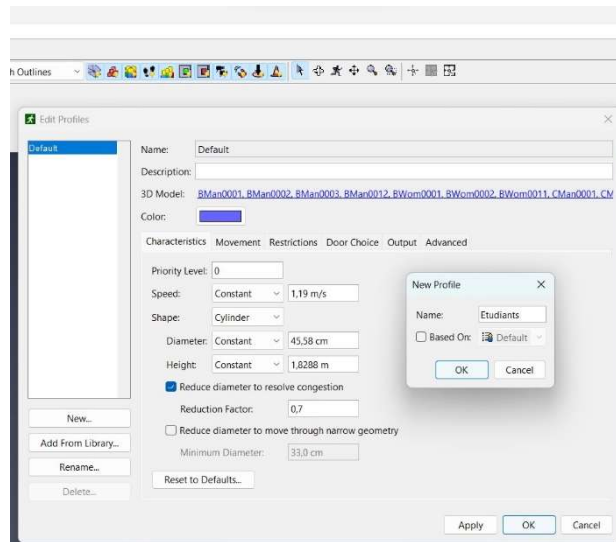 h Outlines
Edit Profiles
Default
Name: Default
Description:
3D Model: BMan0001, BMan0002, BMan0003, BMan0012, BWom0001, BWom0002, BWom0011, CMan0001, CM
Color:
Characteristics Movement Restrictions Door Choice Output Advanced
Priority Level: 0
Speed: Constant 1,19 m/s
Shape: Cylinder
Diameter: Constant 45,58 cm
Height: Constant 1,8288 m
Reduce diameter to resolve congestion
Reduction Factor: 0,7
Reduce diameter to move through narrow geometry
Minimum Diameter: 33,0 cm
Reset to Defaults...
New...
Add From Library...
Rename...
Delete...
New Profile
Name: Etudiants
Based On: Default
OK Cancel
Apply OK Cancel